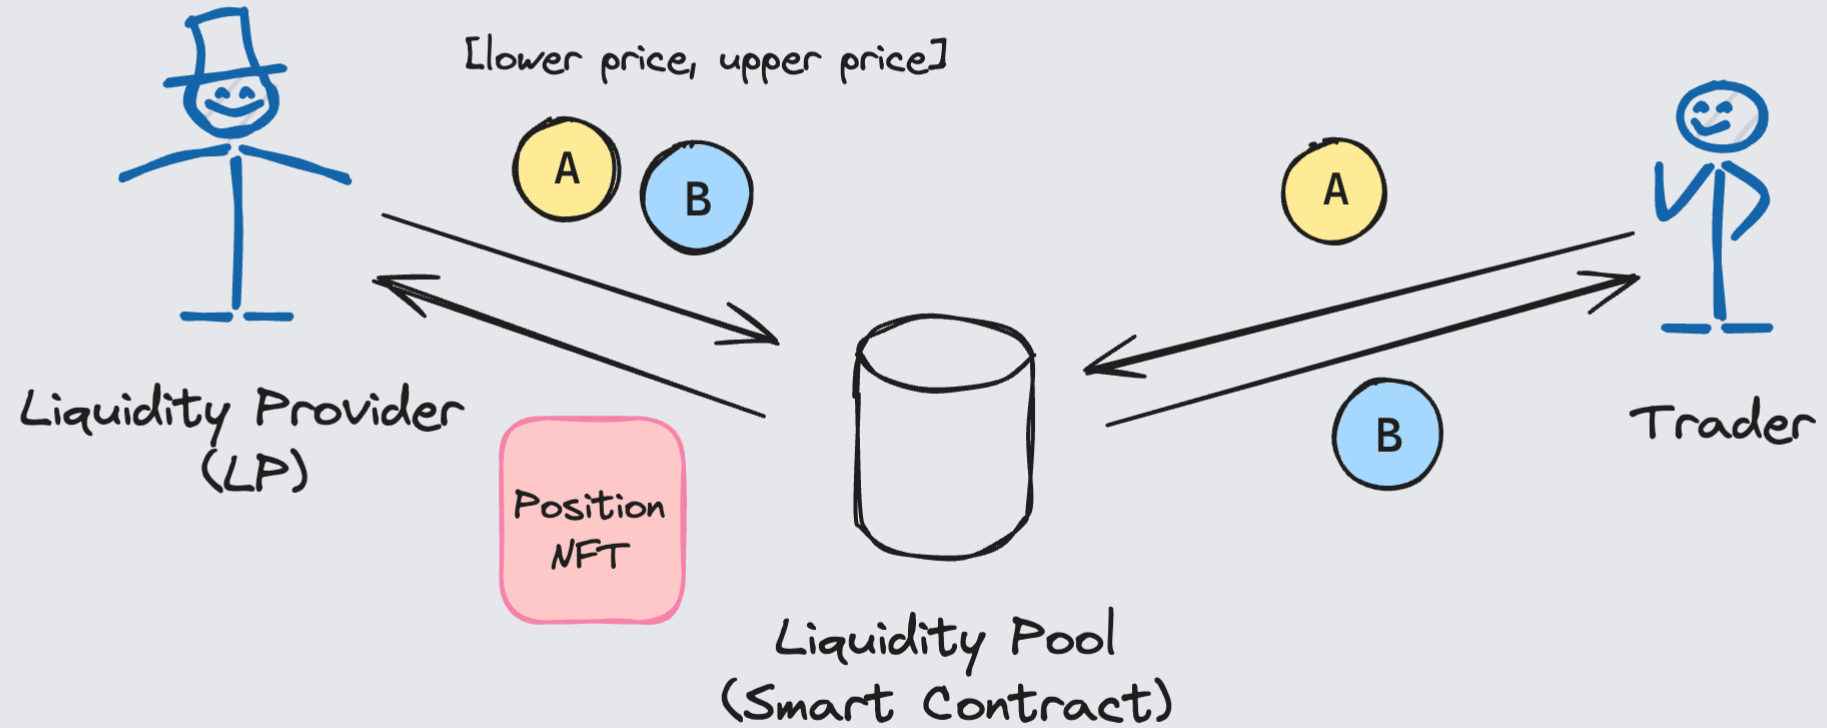 [lower price, upper price]
A
B
A
Liquidity Provider
(LP)
Position
NFT
B
Trader
Liquidity Pool
(Smart Contract)